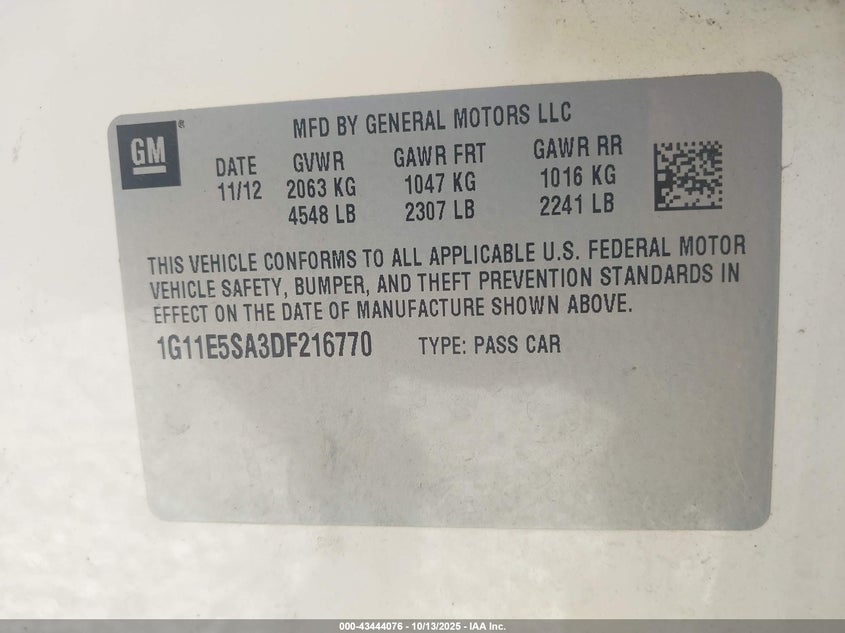 GM®
MFD BY GENERAL MOTORS LLC
DATE GVWR GAWR FRT GAWR RR
11/12 2063 KG 1047 KG 1016 KG
4548 LB 2307 LB 2241 LB
THIS VEHICLE CONFORMS TO ALL APPLICABLE U.S. FEDERAL MOTOR
VEHICLE SAFETY, BUMPER, AND THEFT PREVENTION STANDARDS IN
EFFECT ON THE DATE OF MANUFACTURE SHOWN ABOVE.
1G11E5SA3DF216770 TYPE: PASS CAR
000-43444076 | 10/13/2025 - IAA Inc.